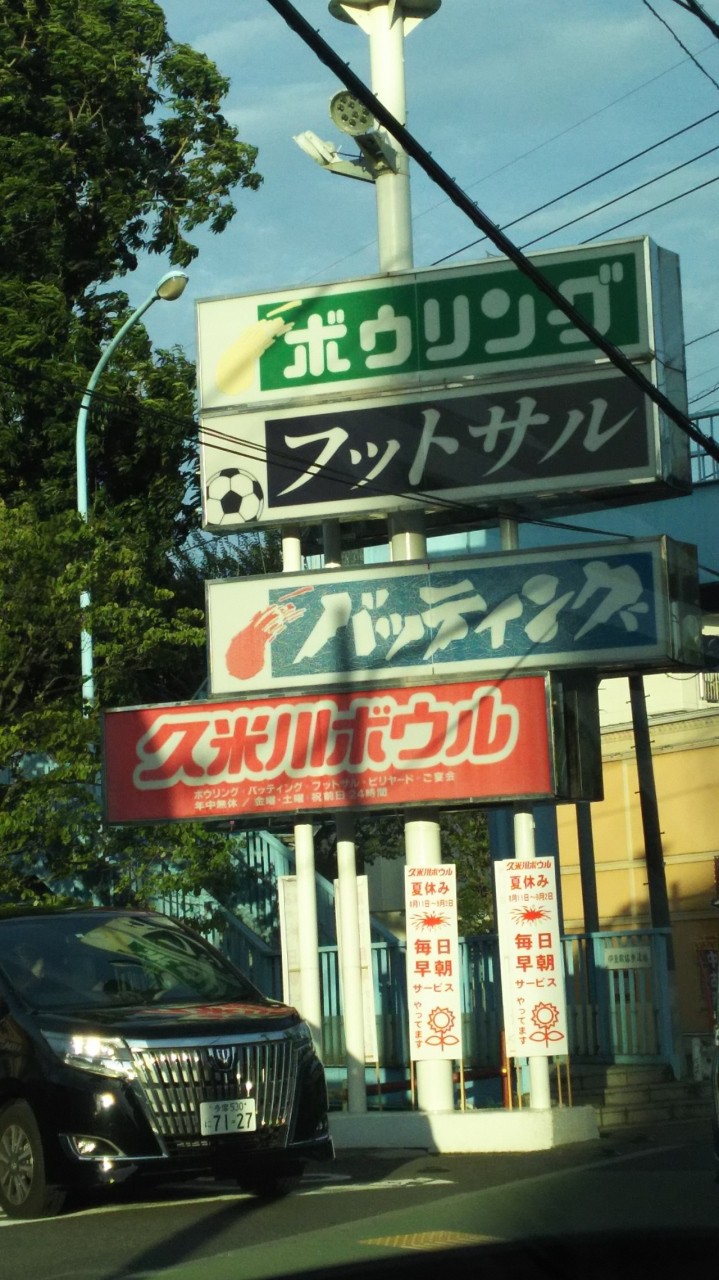 ボウリング
フットサル
バッティング
久米川ボウル
ボウリング・バッティング・フットサル・ビリヤード・ご宴会
年中無休 / 金曜・土曜・祝前日24時間
久米川ボウル
夏休み
毎日
早朝
サービス
やってます
久米川ボウル
夏休み
毎日
早朝
サービス
やってます
530
に 71-27